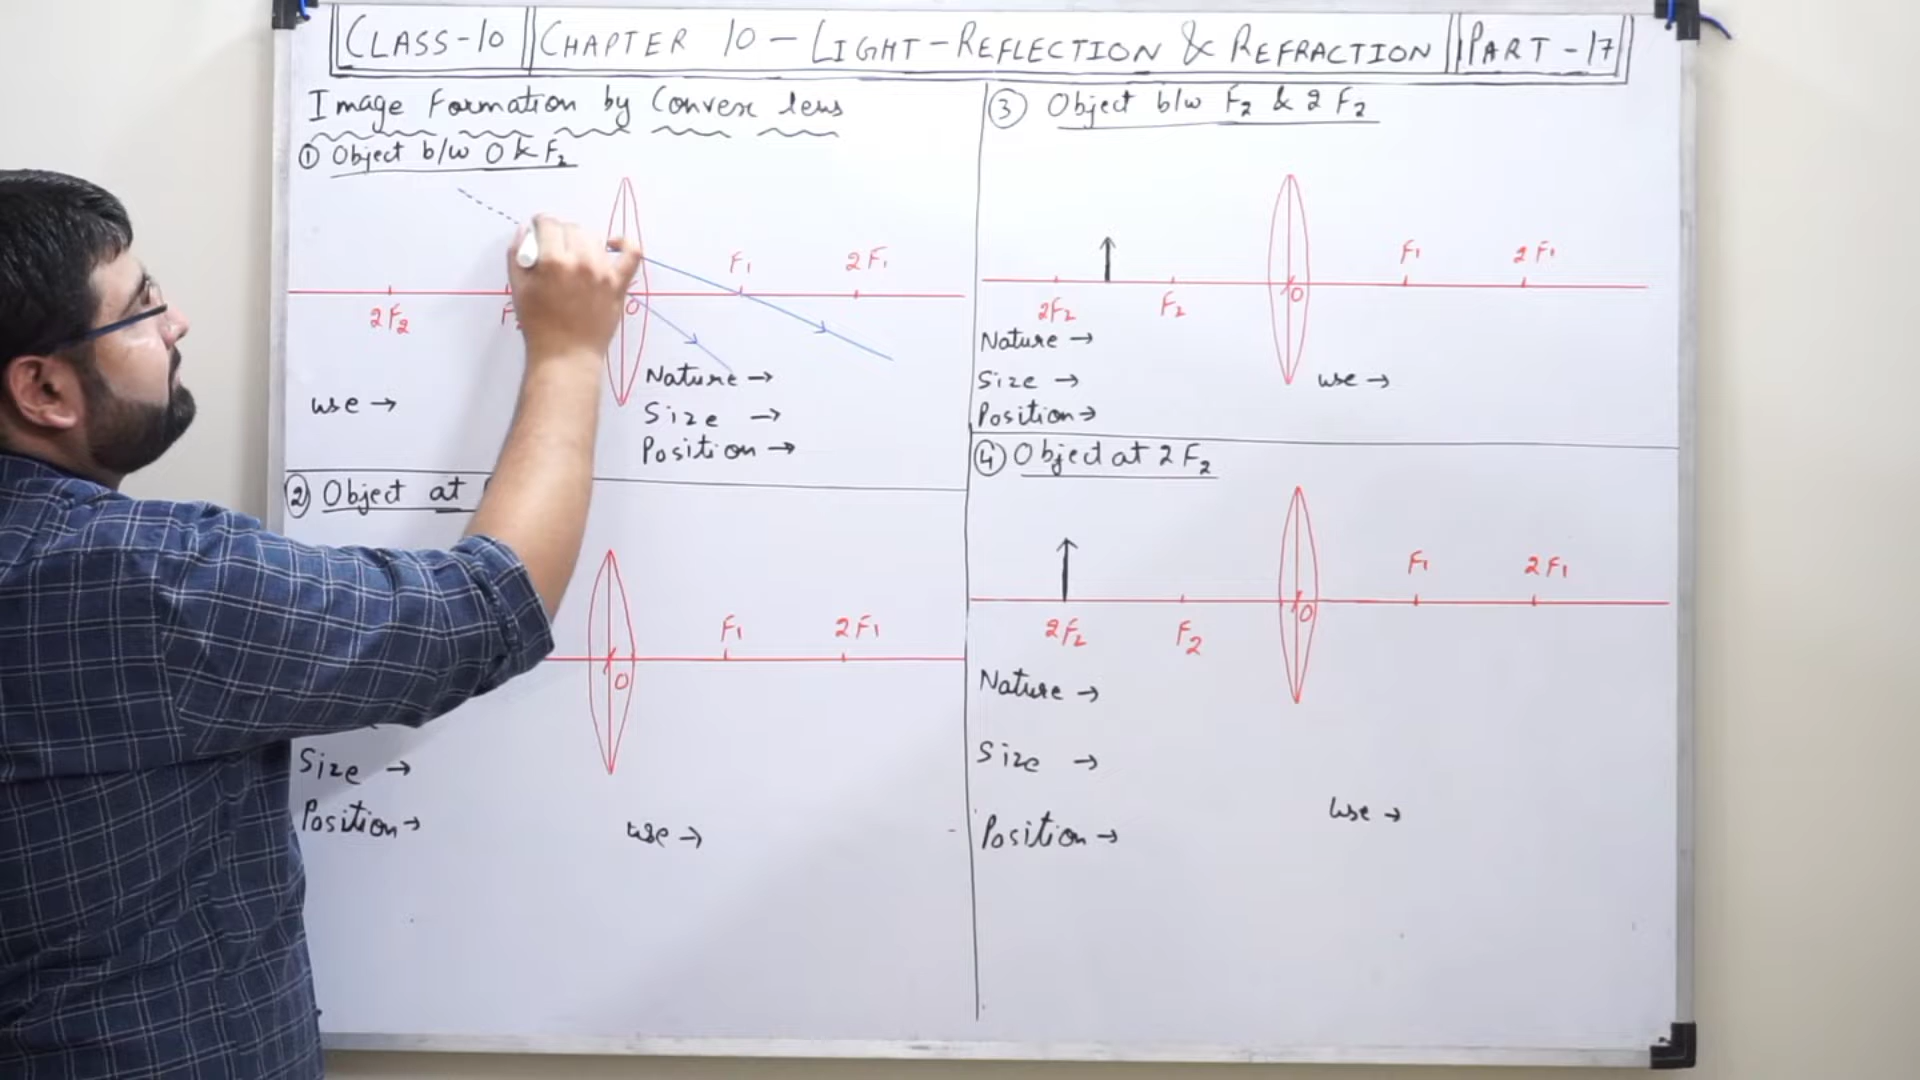 CLASS-10 CHAPTER 10 - LIGHT-REFLECTION & REFRACTION PART-17
Image Formation by Convex lens
① Object b/w O & F₂
F₁ 2F₁
2F₂ O
use →
Nature →
Size →
Position →
② Object at
F₁ 2F₁
O
Size →
Position →
use →
③ Object b/w F₂ & 2F₂
F₁ 2F₁
2F₂ F₂ O
Nature →
Size →
Position →
use →
④ Object at 2F₂
F₁ 2F₁
2F₂ F₂ O
Nature →
Size →
Position →
use →